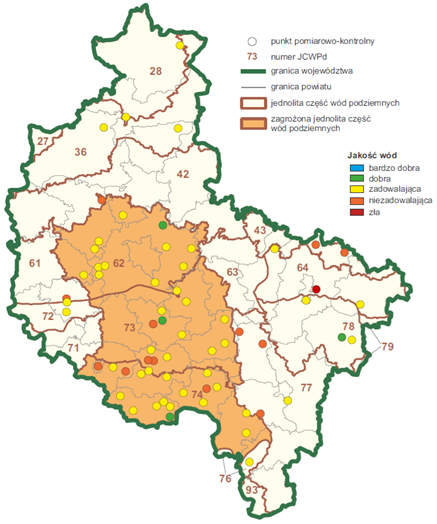 punkt pomiarowo-kontrolny
73 numer JCWPd
granica województwa
granica powiatu
jednolita część wód podziemnych
zagrożona jednolita część
wód podziemnych
Jakość wód
bardzo dobra
dobra
zadowalająca
niezadowalająca
zła
28
27
36
42
43
61
62
63
64
72
73
78
79
71
77
74
76
93